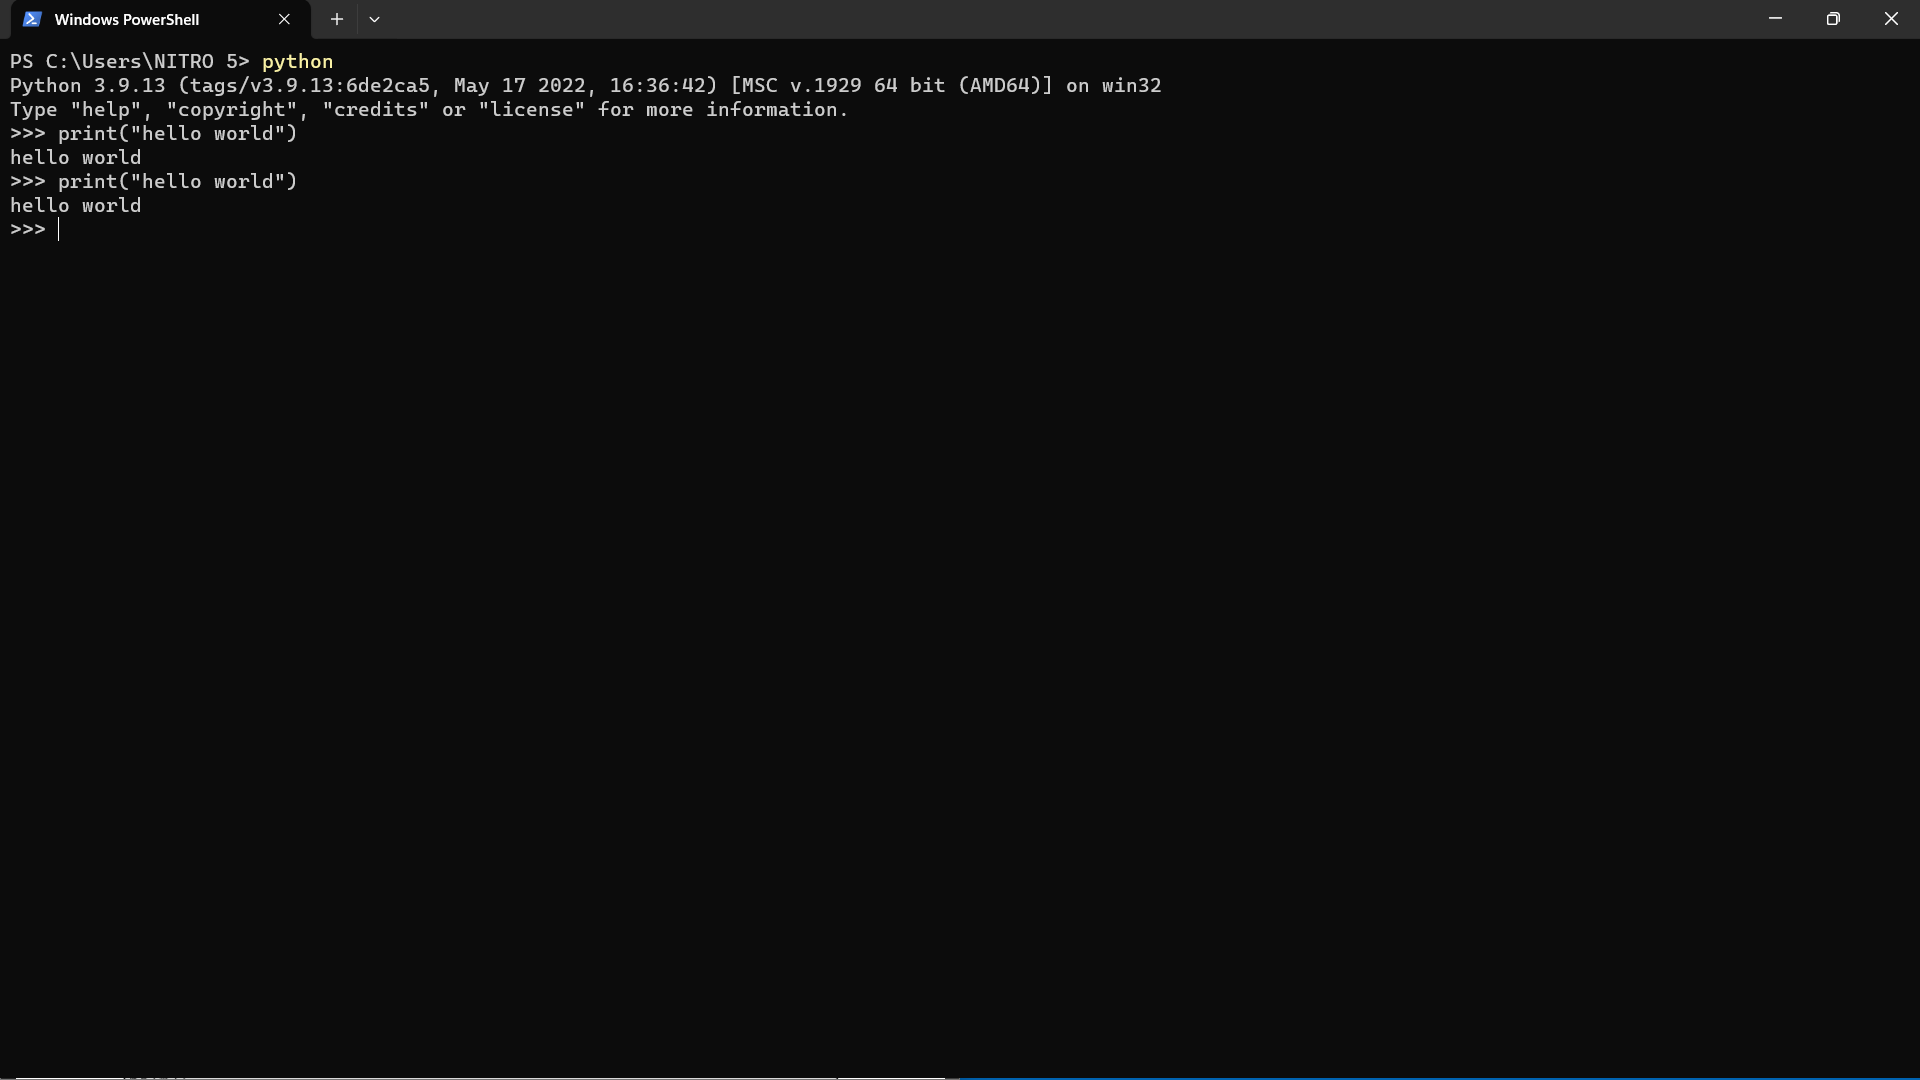 Windows PowerShell
PS C:\Users\NITRO 5> python
Python 3.9.13 (tags/v3.9.13:6de2ca5, May 17 2022, 16:36:42) [MSC v.1929 64 bit (AMD64)] on win32
Type "help", "copyright", "credits" or "license" for more information.
>>> print("hello world")
hello world
>>> print("hello world")
hello world
>>>